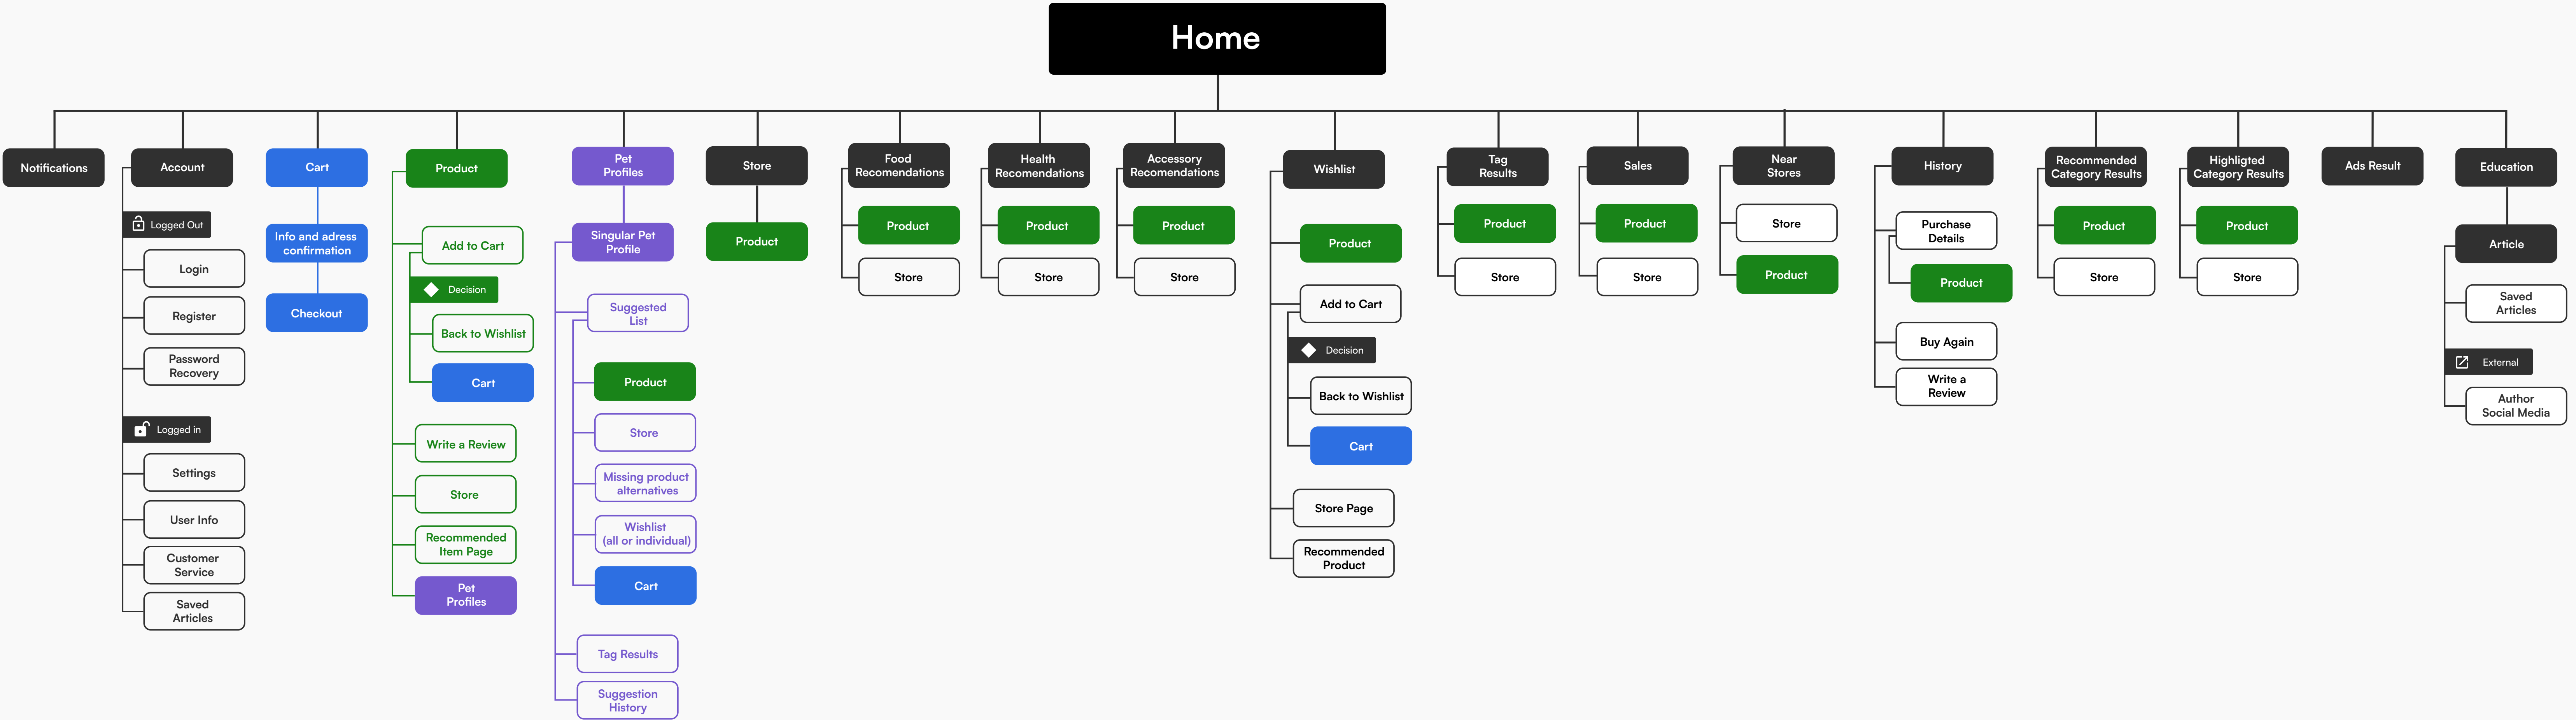 Home
Notifications
Account
Logged Out
Login
Register
Password
Recovery
Logged in
Settings
User Info
Customer
Service
Saved
Articles
Cart
Info and adress
confirmation
Checkout
Product
Add to Cart
Decision
Back to Wishlist
Cart
Write a Review
Store
Recommended
Item Page
Pet
Profiles
Pet
Profiles
Singular Pet
Profile
Suggested
List
Product
Store
Missing product
alternatives
Wishlist
(all or individual)
Cart
Tag Results
Suggestion
History
Store
Product
Food
Recomendations
Product
Store
Health
Recomendations
Product
Store
Accessory
Recomendations
Product
Store
Wishlist
Product
Add to Cart
Decision
Back to Wishlist
Cart
Store Page
Recommended
Product
Tag
Results
Product
Store
Sales
Product
Store
Near
Stores
Store
Product
History
Purchase
Details
Product
Buy Again
Write a
Review
Recommended
Category Results
Product
Store
Highligted
Category Results
Product
Store
Ads Result
Education
Article
Saved
Articles
External
Author
Social Media